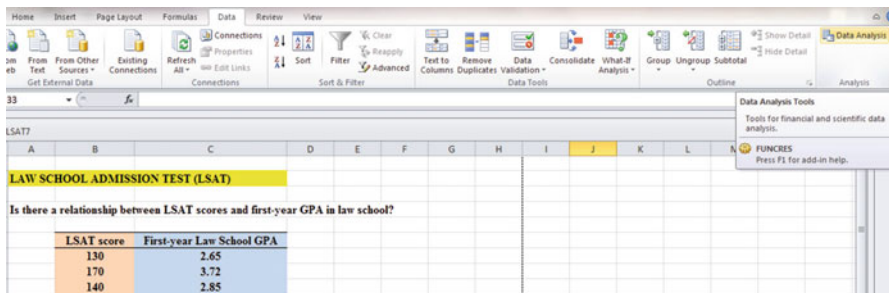 Home Insert Page Layout Formulas Data Review View
Connections Clear Show Detail Data Analysis
Properties Reapply Hide Detail
From From Other Existing Refresh Edit Links Sort Filter Advanced Text to Remove Data Consolidate What-If Group Ungroup Subtotal
Text Sources Connections All Columns Duplicates Validation Analysis
Get External Data Connections Sort & Filter Data Tools Outline Analysis
33 fx
Data Analysis Tools
Tools for financial and scientific data
analysis.
FUNCRES
Press F1 for add-in help.
LSAT7
A B C D E F G H I J K L
LAW SCHOOL ADMISSION TEST (LSAT)
Is there a relationship between LSAT scores and first-year GPA in law school?
LSAT score First-year Law School GPA
130 2.65
170 3.72
140 2.85